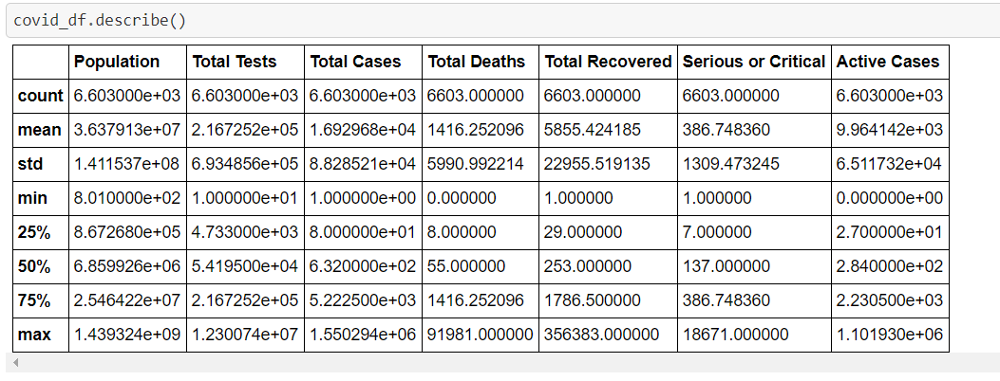 covid_df.describe()
Population Total Tests Total Cases Total Deaths Total Recovered Serious or Critical Active Cases
count 6.603000e+03 6.603000e+03 6.603000e+03 6603.000000 6603.000000 6603.000000 6.603000e+03
mean 3.637913e+07 2.167252e+05 1.692968e+04 1416.252096 5855.424185 386.748360 9.964142e+03
std 1.411537e+08 6.934856e+05 8.828521e+04 5990.992214 22955.519135 1309.473245 6.511732e+04
min 8.010000e+02 1.000000e+01 1.000000e+00 0.000000 1.000000 1.000000 0.000000e+00
25% 8.672680e+05 4.733000e+03 8.000000e+01 8.000000 29.000000 7.000000 2.700000e+01
50% 6.859926e+06 5.419500e+04 6.320000e+02 55.000000 253.000000 137.000000 2.840000e+02
75% 2.546422e+07 2.167252e+05 5.222500e+03 1416.252096 1786.500000 386.748360 2.230500e+03
max 1.439324e+09 1.230074e+07 1.550294e+06 91981.000000 356383.000000 18671.000000 1.101930e+06